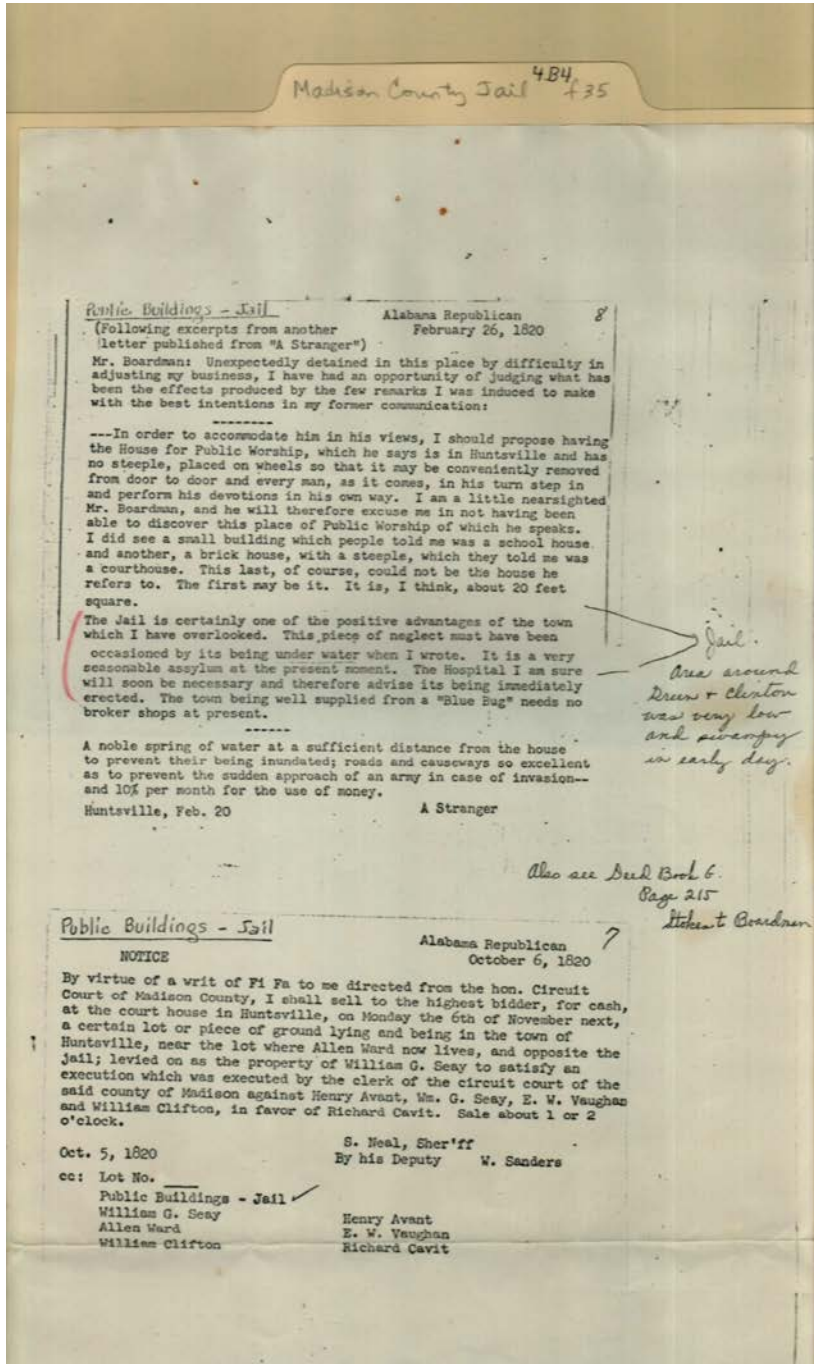 Madison County Jail 4B4 f35
Public Buildings - Jail
Alabama Republican 8
(Following excerpts from another February 26, 1820
letter published from "A Stranger")
Mr. Boardman: Unexpectedly detained in this place by difficulty in
adjusting my business, I have had an opportunity of judging what has
been the effects produced by the few remarks I was induced to make
with the best intentions in my former communication:
--------
---In order to accommodate him in his views, I should propose having
the House for Public Worship, which he says is in Huntsville and has
no steeple, placed on wheels so that it may be conveniently removed
from door to door and every man, as it comes, in his turn step in
and perform his devotions in his own way. I am a little nearsighted
Mr. Boardman, and he will therefore excuse me in not having been
able to discover this place of Public Worship of which he speaks.
I did see a small building which people told me was a school house
and another, a brick house, with a steeple, which they told me was
a courthouse. This last, of course, could not be the house he
refers to. The first may be it. It is, I think, about 20 feet
square.
The Jail is certainly one of the positive advantages of the town
which I have overlooked. This piece of neglect must have been
occasioned by its being under water when I wrote. It is a very
seasonable assylum at the present moment. The Hospital I am sure
will soon be necessary and therefore advise its being immediately
erected. The town being well supplied from a "Blue Bug" needs no
broker shops at present.
------
A noble spring of water at a sufficient distance from the house
to prevent their being inundated; roads and causeways so excellent
as to prevent the sudden approach of an army in case of invasion--
and 10% per month for the use of money.
Huntsville, Feb. 20 A Stranger
Jail.
Area around
Green + Clinton
was very low
and swampy
in early day.
Also see Deed Book G.
Page 215
Stokes t Boardman
Public Buildings - Jail
Alabama Republican 7
NOTICE October 6, 1820
By virtue of a writ of Fi Fa to me directed from the hon. Circuit
Court of Madison County, I shall sell to the highest bidder, for cash,
at the court house in Huntsville, on Monday the 6th of November next,
a certain lot or piece of ground lying and being in the town of
Huntsville, near the lot where Allen Ward now lives, and opposite the
jail; levied on as the property of William G. Seay to satisfy an
execution which was executed by the clerk of the circuit court of the
said county of Madison against Henry Avant, Wm. G. Seay, E. W. Vaughan
and William Clifton, in favor of Richard Cavit. Sale about 1 or 2
o'clock.
S. Neal, Sher'ff
Oct. 5, 1820 By his Deputy W. Sanders
cc: Lot No. ___
Public Buildings - Jail ✓
William G. Seay Henry Avant
Allen Ward E. W. Vaughan
William Clifton Richard Cavit